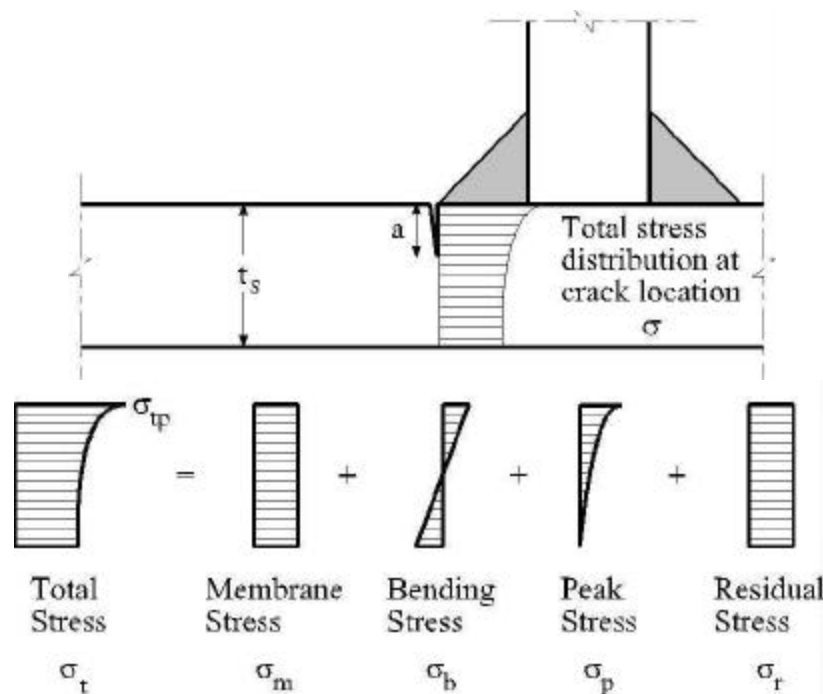 a
t_s
Total stress
distribution at
crack location
σ
σ_tp
= + + +
Total
Stress
Membrane
Stress
Bending
Stress
Peak
Stress
Residual
Stress
σ_t
σ_m
σ_b
σ_p
σ_r